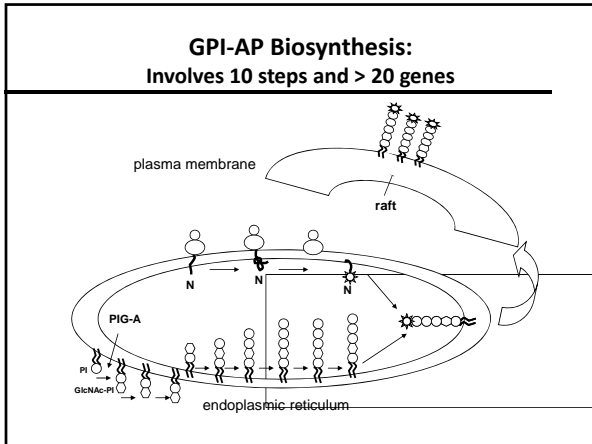 GPI-AP Biosynthesis:
Involves 10 steps and > 20 genes
plasma membrane
raft
N
N
N
PIG-A
PI
GlcNAc-PI
endoplasmic reticulum